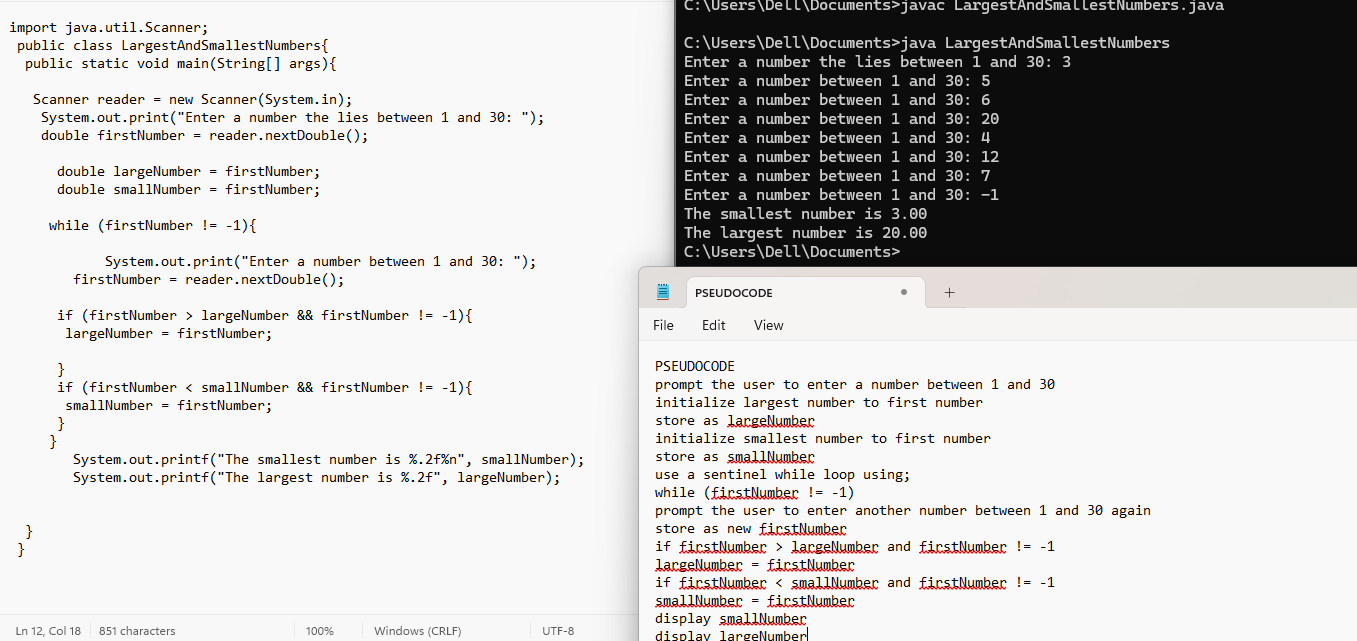 import java.util.Scanner;
public class LargestAndSmallestNumbers{
public static void main(String[] args){
Scanner reader = new Scanner(System.in);
System.out.print("Enter a number the lies between 1 and 30: ");
double firstNumber = reader.nextDouble();
double largeNumber = firstNumber;
double smallNumber = firstNumber;
while (firstNumber != -1){
System.out.print("Enter a number between 1 and 30: ");
firstNumber = reader.nextDouble();
if (firstNumber > largeNumber && firstNumber != -1){
largeNumber = firstNumber;
}
if (firstNumber < smallNumber && firstNumber != -1){
smallNumber = firstNumber;
}
}
System.out.printf("The smallest number is %.2f%n", smallNumber);
System.out.printf("The largest number is %.2f", largeNumber);
}
}
Ln 12, Col 18 851 characters 100% Windows (CRLF) UTF-8
C:\Users\Dell\Documents>javac LargestAndSmallestNumbers.java
C:\Users\Dell\Documents>java LargestAndSmallestNumbers
Enter a number the lies between 1 and 30: 3
Enter a number between 1 and 30: 5
Enter a number between 1 and 30: 6
Enter a number between 1 and 30: 20
Enter a number between 1 and 30: 4
Enter a number between 1 and 30: 12
Enter a number between 1 and 30: 7
Enter a number between 1 and 30: -1
The smallest number is 3.00
The largest number is 20.00
C:\Users\Dell\Documents>
PSEUDOCODE
File Edit View
PSEUDOCODE
prompt the user to enter a number between 1 and 30
initialize largest number to first number
store as largeNumber
initialize smallest number to first number
store as smallNumber
use a sentinel while loop using;
while (firstNumber != -1)
prompt the user to enter another number between 1 and 30 again
store as new firstNumber
if firstNumber > largeNumber and firstNumber != -1
largeNumber = firstNumber
if firstNumber < smallNumber and firstNumber != -1
smallNumber = firstNumber
display smallNumber
display largeNumber